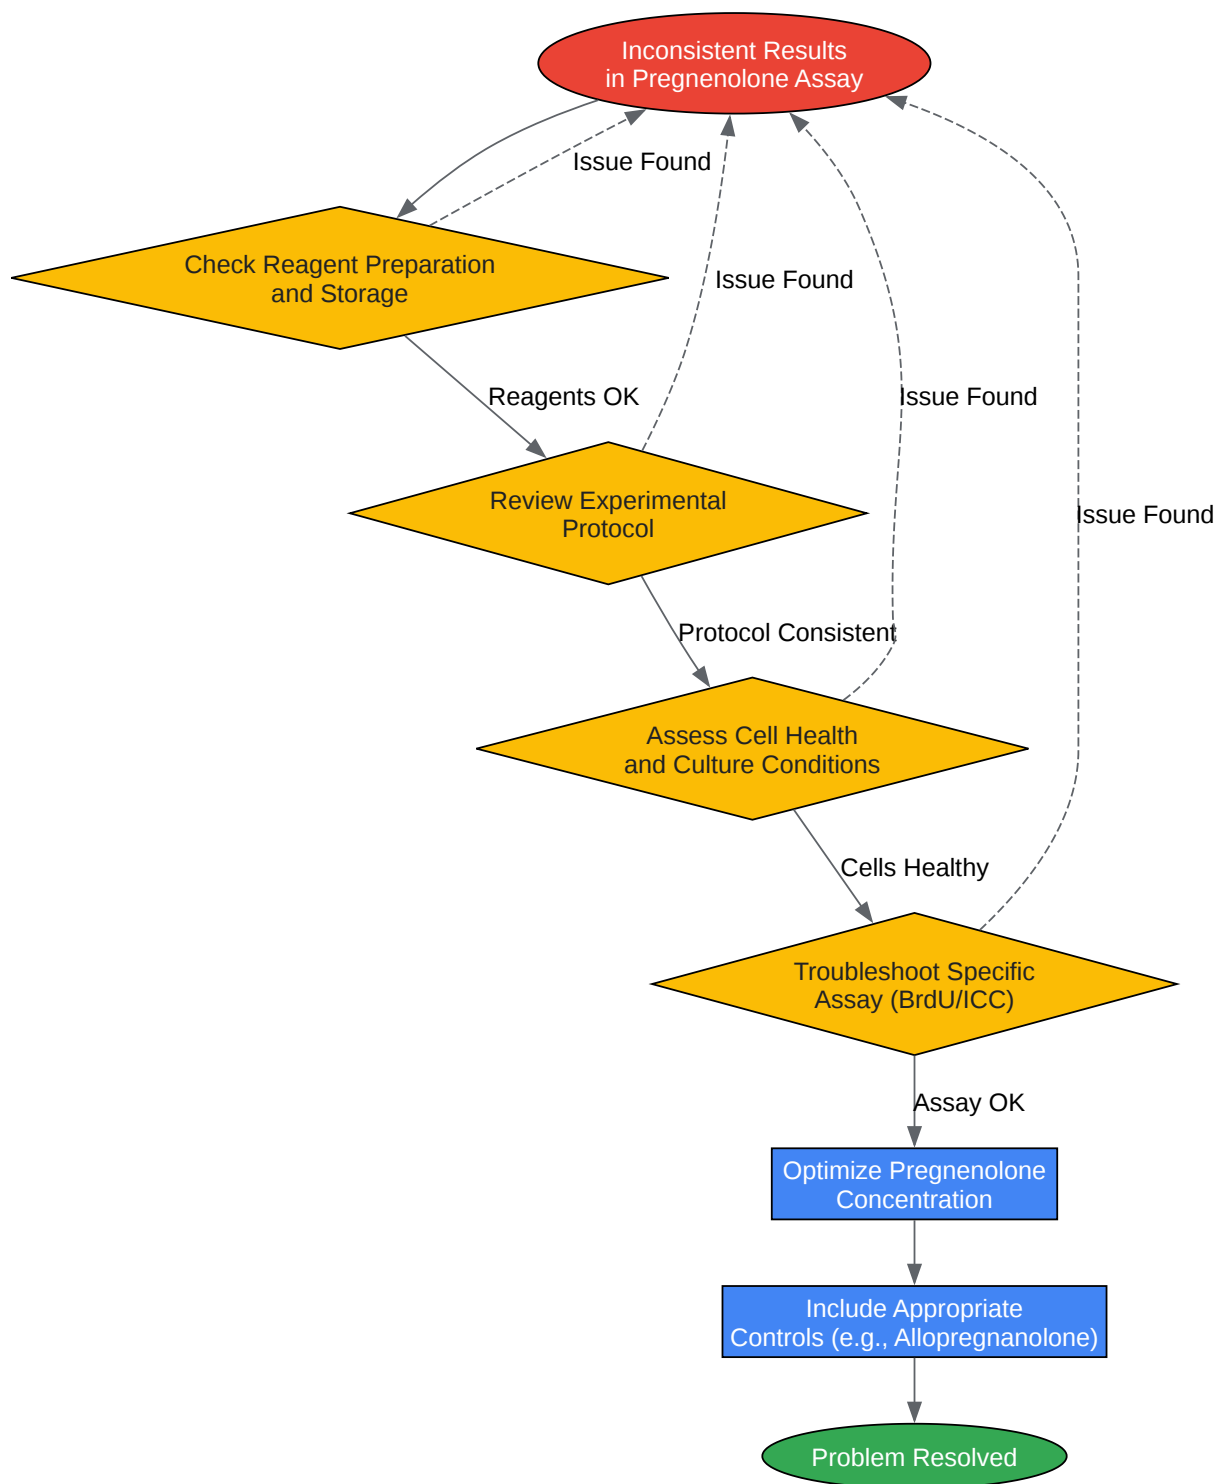 Inconsistent Results
in Pregnenolone Assay
Issue Found
Check Reagent Preparation
and Storage
Issue Found
Reagents OK
Issue Found
Review Experimental
Protocol
Issue Found
Protocol Consistent
Assess Cell Health
and Culture Conditions
Cells Healthy
Troubleshoot Specific
Assay (BrdU/ICC)
Assay OK
Optimize Pregnenolone
Concentration
Include Appropriate
Controls (e.g., Allopregnanolone)
Problem Resolved